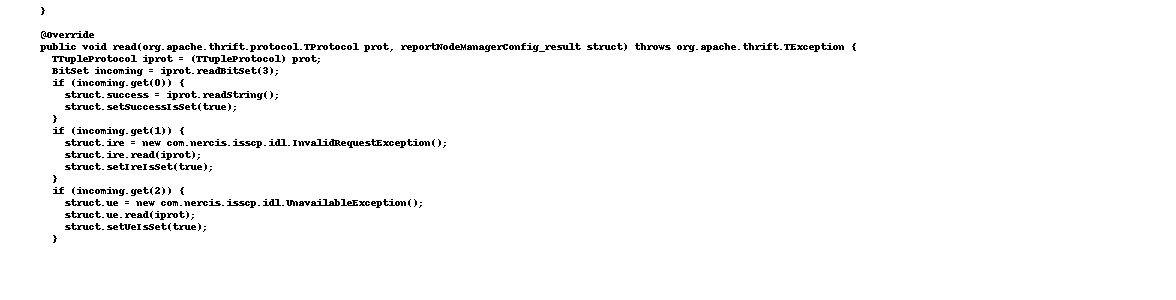 }
@Override
public void read(org.apache.thrift.protocol.TProtocol prot, reportNodeManagerConfig_result struct) throws org.apache.thrift.TException {
TTupleProtocol iprot = (TTupleProtocol) prot;
BitSet incoming = iprot.readBitSet(3);
if (incoming.get(0)) {
struct.success = iprot.readString();
struct.setSuccessIsSet(true);
}
if (incoming.get(1)) {
struct.ire = new com.nercis.isscp.idl.InvalidRequestException();
struct.ire.read(iprot);
struct.setIreIsSet(true);
}
if (incoming.get(2)) {
struct.ue = new com.nercis.isscp.idl.UnavailableException();
struct.ue.read(iprot);
struct.setUeIsSet(true);
}